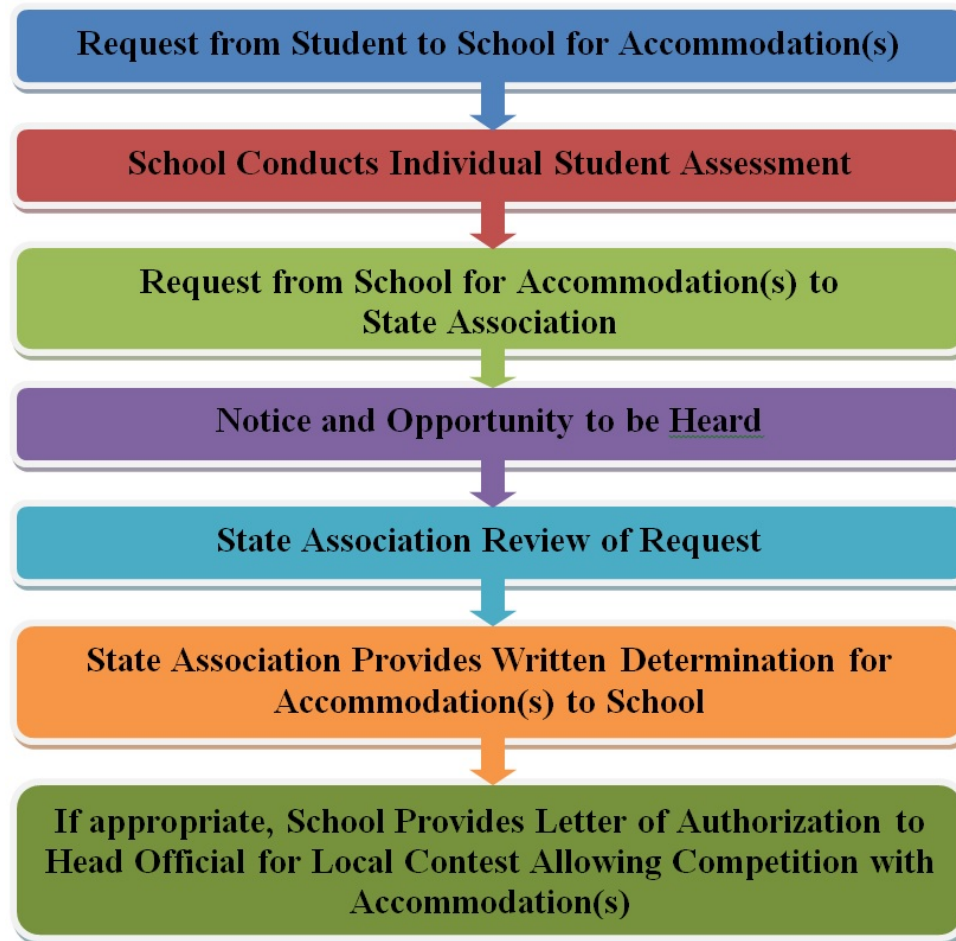 Request from Student to School for Accommodation(s)
School Conducts Individual Student Assessment
Request from School for Accommodation(s) to
State Association
Notice and Opportunity to be Heard
State Association Review of Request
State Association Provides Written Determination for
Accommodation(s) to School
If appropriate, School Provides Letter of Authorization to
Head Official for Local Contest Allowing Competition with
Accommodation(s)